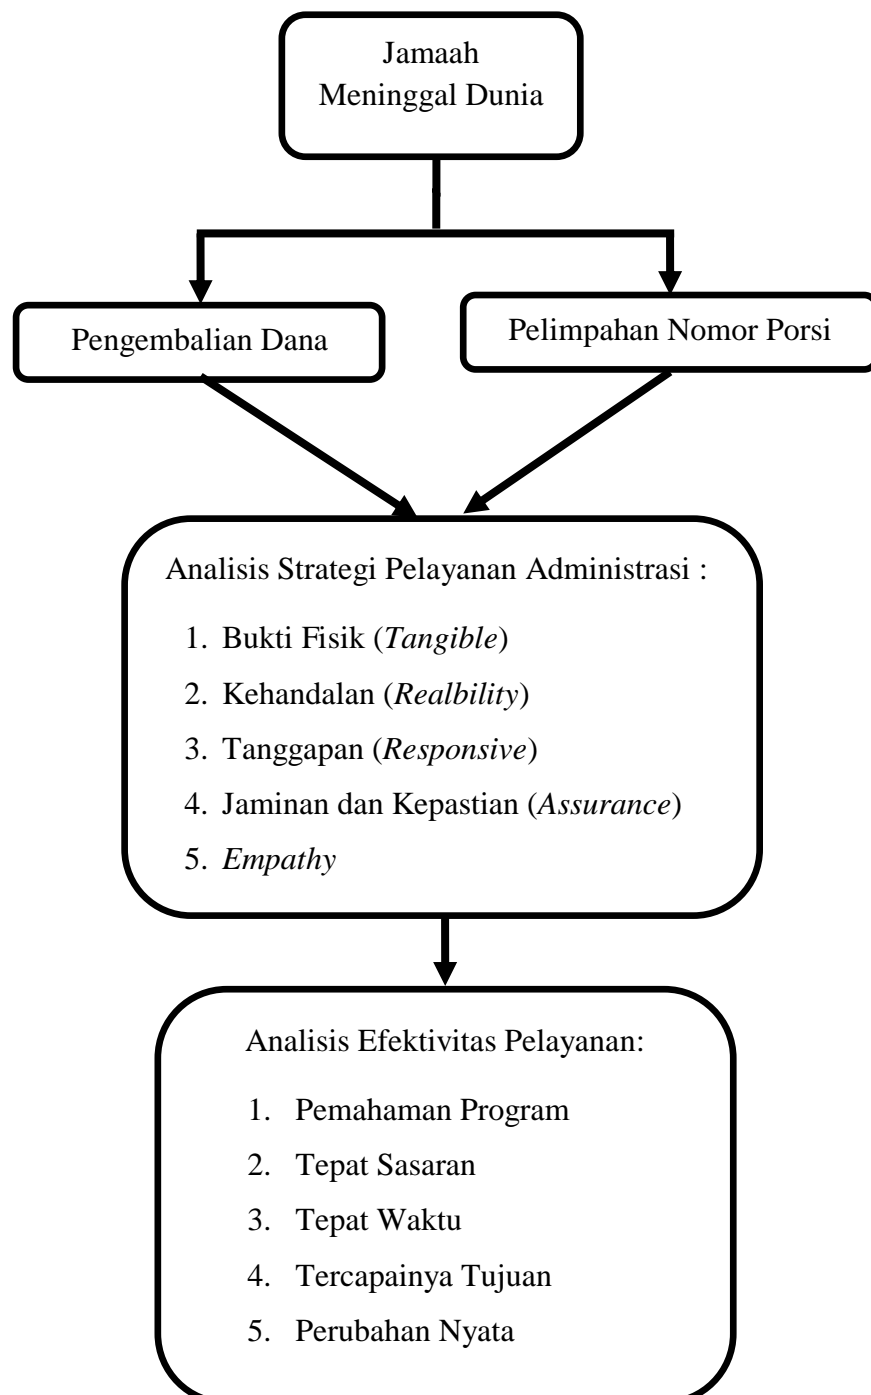 Jamaah
Meninggal Dunia
Pengembalian Dana
Pelimpahan Nomor Porsi
Analisis Strategi Pelayanan Administrasi :
1. Bukti Fisik (Tangible)
2. Kehandalan (Realbility)
3. Tanggapan (Responsive)
4. Jaminan dan Kepastian (Assurance)
5. Empathy
Analisis Efektivitas Pelayanan:
1. Pemahaman Program
2. Tepat Sasaran
3. Tepat Waktu
4. Tercapainya Tujuan
5. Perubahan Nyata